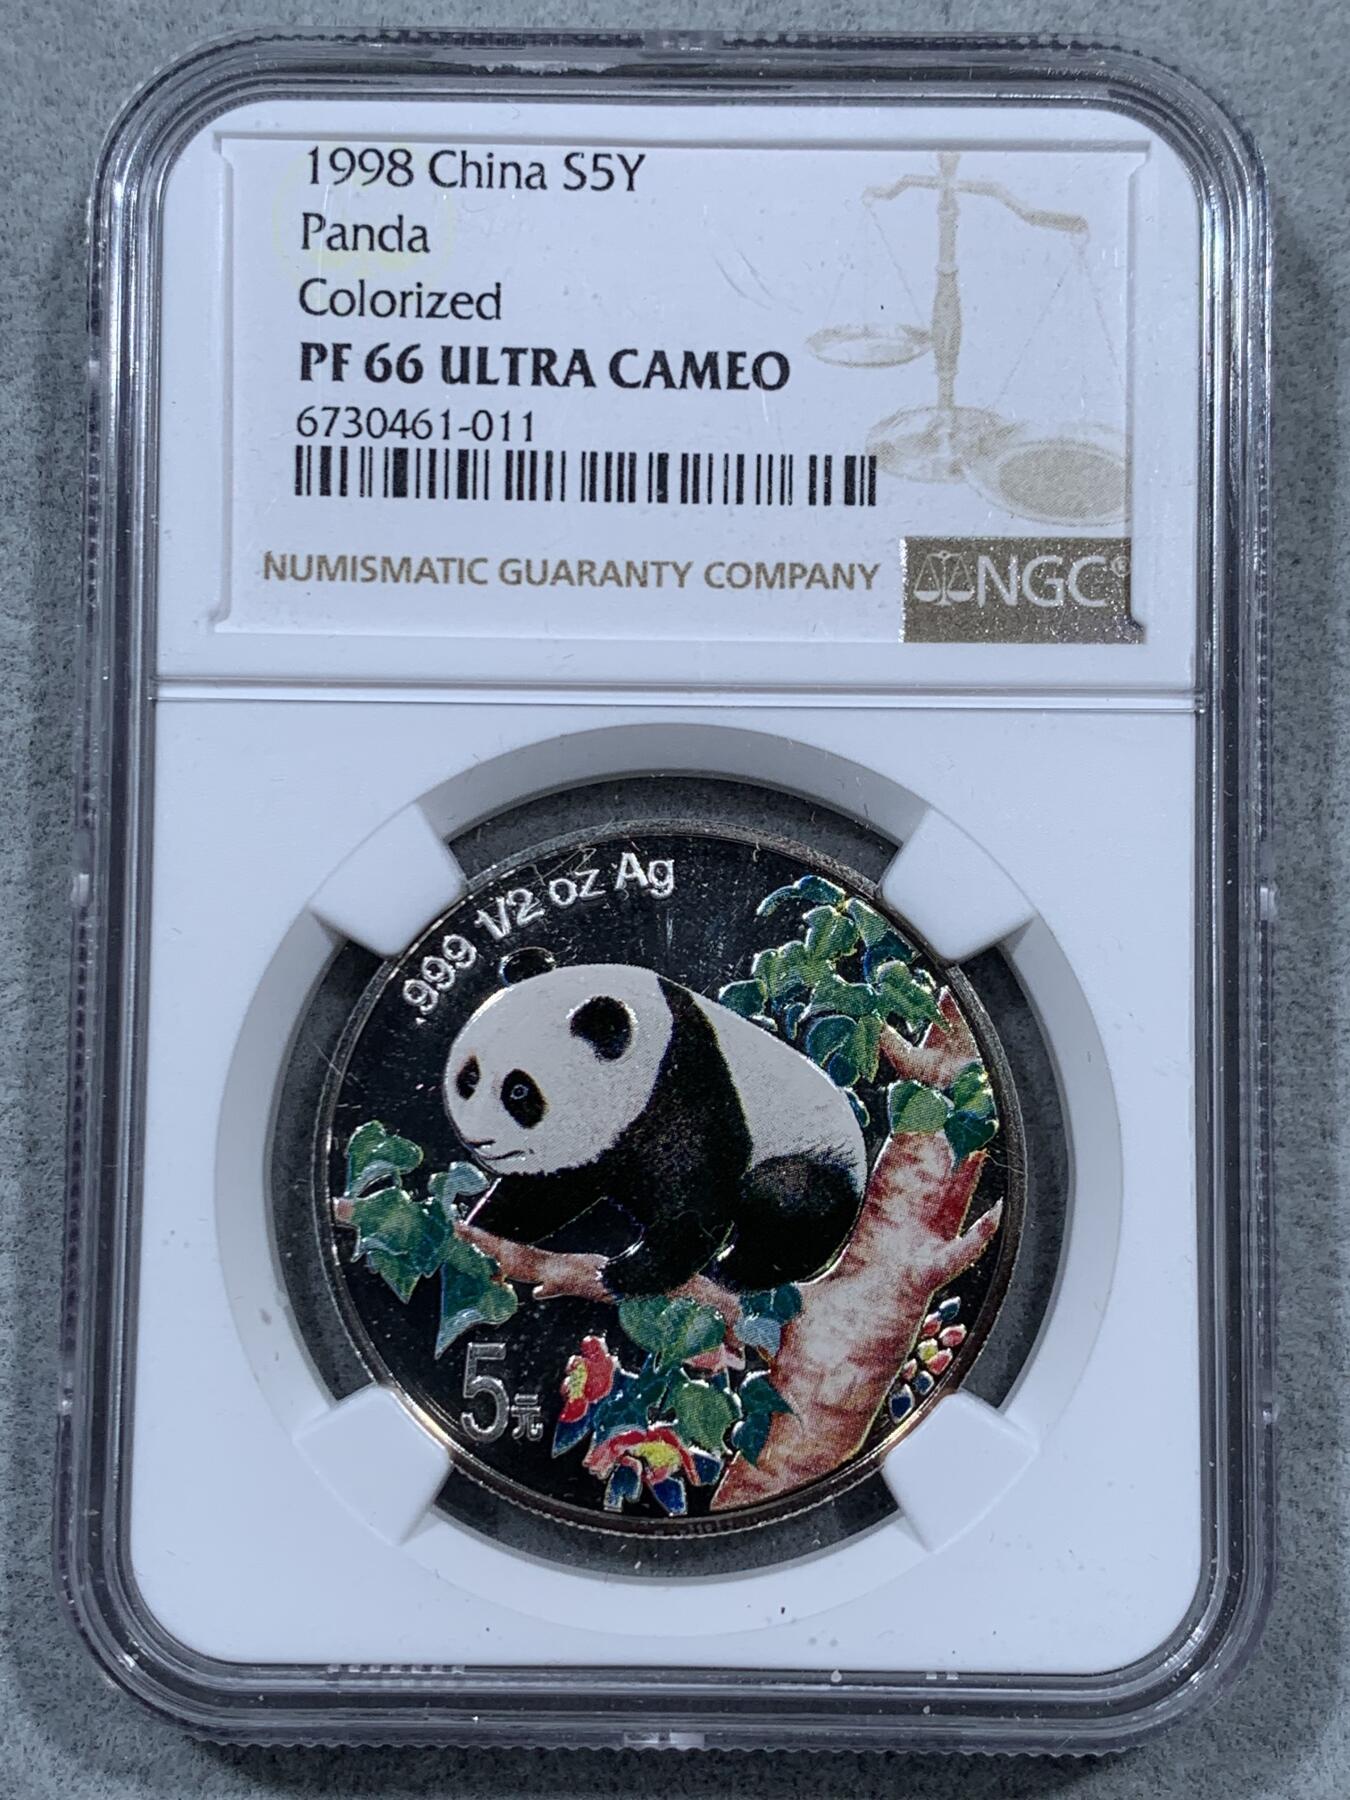 1998 China S5Y
Panda
Colorized
PF 66 ULTRA CAMEO
6730461-011
NUMISMATIC GUARANTY COMPANY
NGC®
.999 1/2 oz Ag
5元